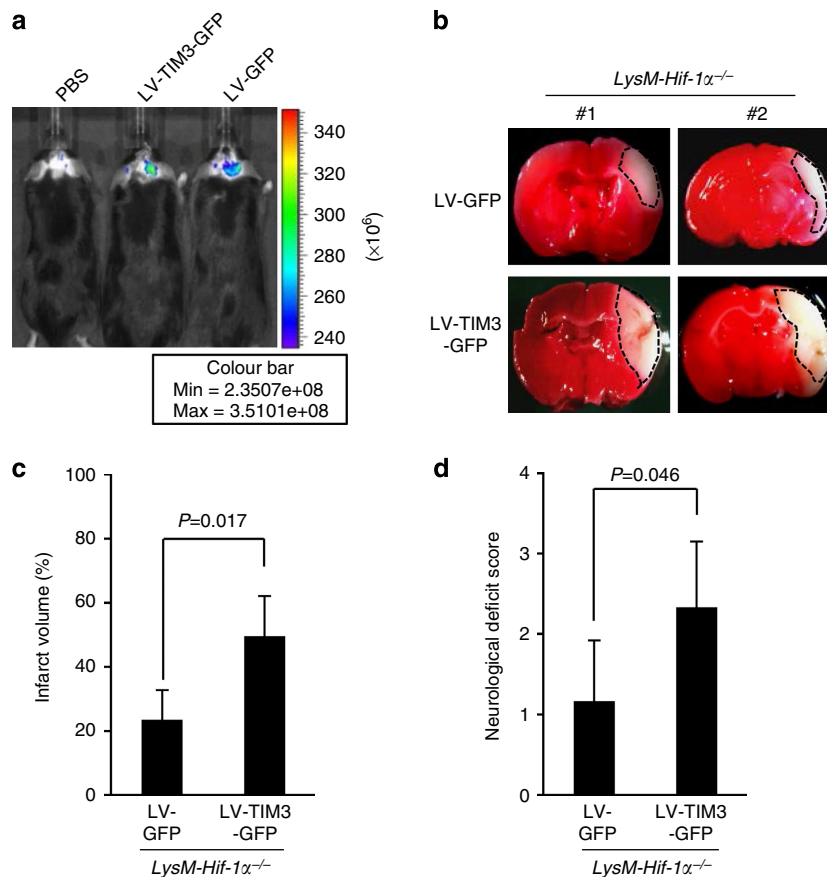 a
PBS
LV-TIM3-GFP
LV-GFP
340
320
300
280
260
240
(×10⁶)
Colour bar
Min = 2.3507e+08
Max = 3.5101e+08
b
LysM-Hif-1α⁻/⁻
#1
#2
LV-GFP
LV-TIM3
-GFP
c
100
80
60
40
20
0
Infarct volume (%)
P=0.017
LV-
GFP
LV-TIM3
-GFP
LysM-Hif-1α⁻/⁻
d
4
3
2
1
0
Neurological deficit score
P=0.046
LV-
GFP
LV-TIM3
-GFP
LysM-Hif-1α⁻/⁻